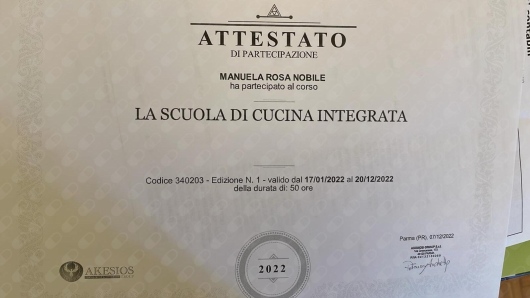 ATTESTATO
DI PARTECIPAZIONE
MANUELA ROSA NOBILE
ha partecipato al corso
LA SCUOLA DI CUCINA INTEGRATA
Codice 340203 - Edizione N. 1 - valido dal 17/01/2022 al 20/12/2022
della durata di: 50 ore
Parma (PR), 07/12/2022
AKESIOS
2022